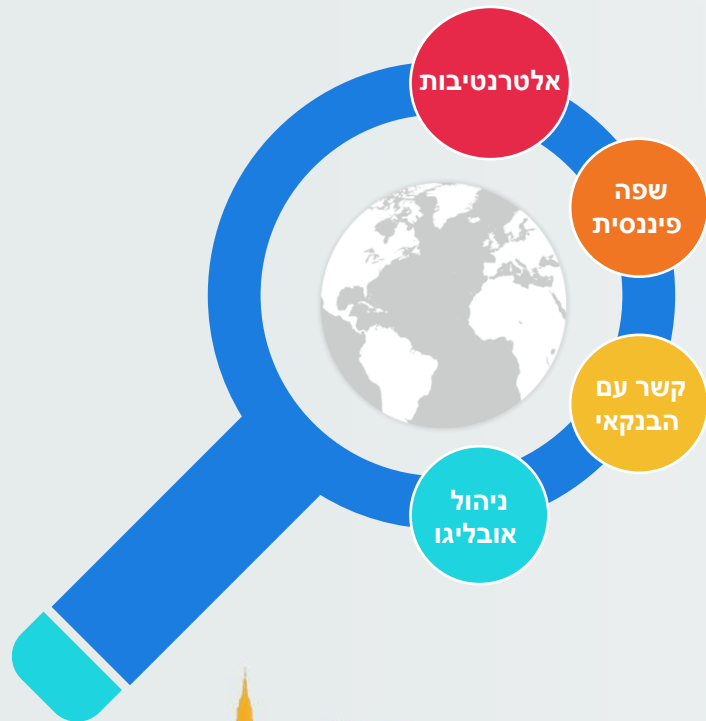 אלטרנטיבות
שפה
פיננסית
קשר עם
הבנקאי
ניהול
אובליגו